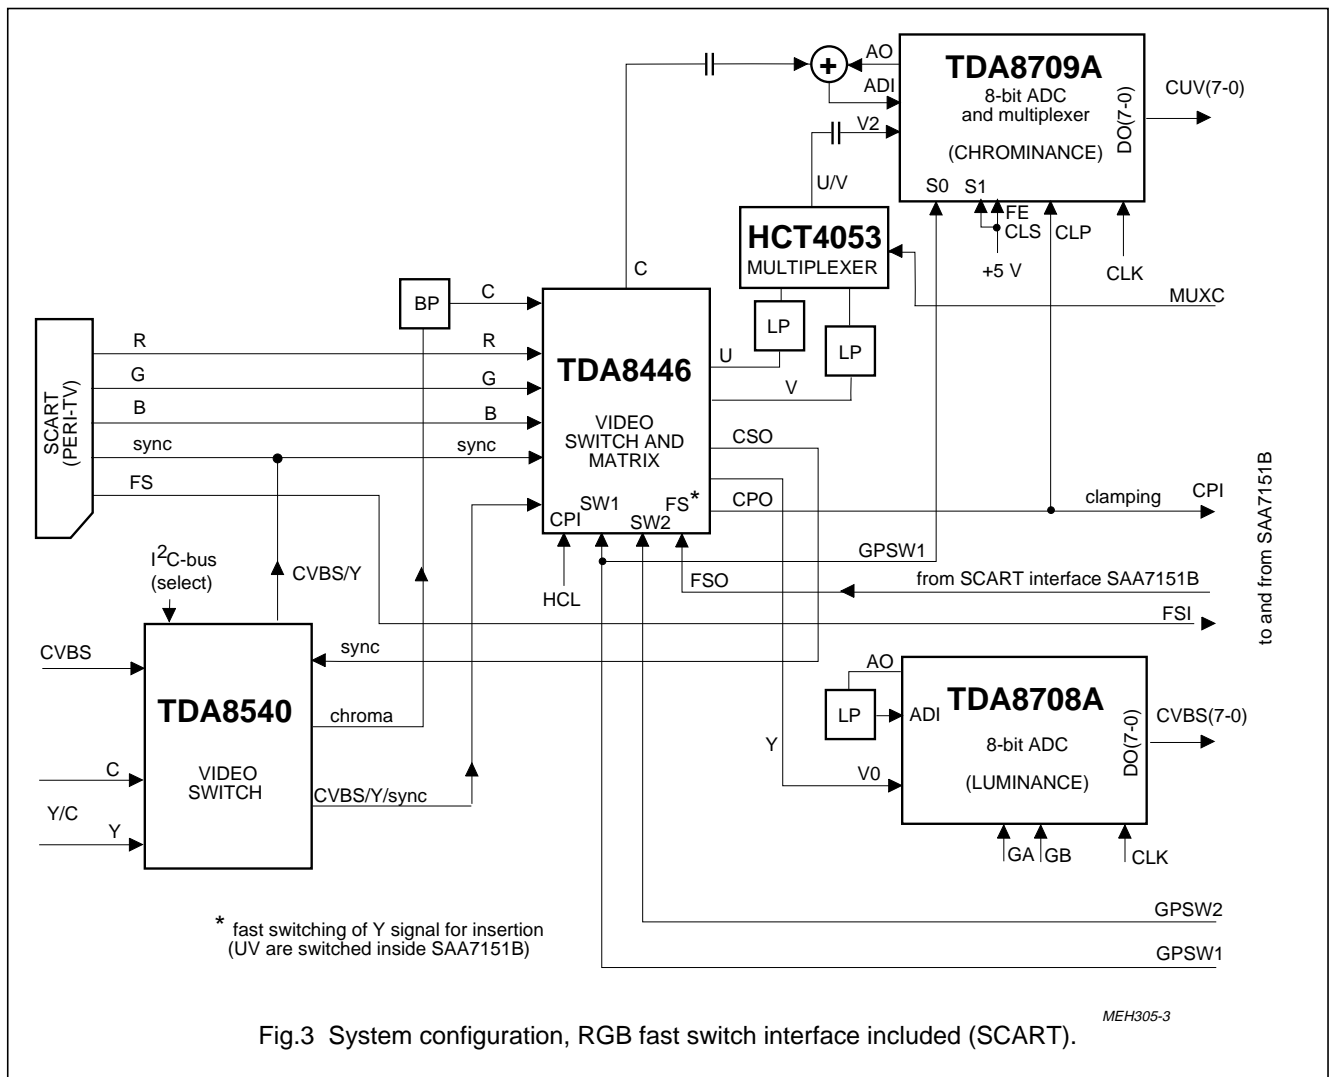 AO
TDA8709A
ADI
8-bit ADC
and multiplexer
DO(7-0)
CUV(7-0)
V2
(CHROMINANCE)
U/V
S0
S1
FE
CLS
CLP
HCT4053
MULTIPLEXER
+5 V
CLK
C
MUXC
BP
C
LP
LP
SCART
(PERI-TV)
R
R
G
G
B
B
sync
sync
FS
TDA8446
VIDEO
SWITCH AND
MATRIX
U
V
CSO
CPO
SW1
FS*
CPI
SW2
clamping
CPI
to and from SAA7151B
I2C-bus
(select)
CVBS/Y
HCL
GPSW1
FSO
from SCART interface SAA7151B
FSI
CVBS
sync
TDA8540
chroma
VIDEO
SWITCH
C
Y/C
Y
CVBS/Y/sync
AO
LP
ADI
TDA8708A
8-bit ADC
(LUMINANCE)
DO(7-0)
CVBS(7-0)
Y
V0
GA
GB
CLK
* fast switching of Y signal for insertion
(UV are switched inside SAA7151B)
GPSW2
GPSW1
MEH305-3
Fig.3 System configuration, RGB fast switch interface included (SCART).